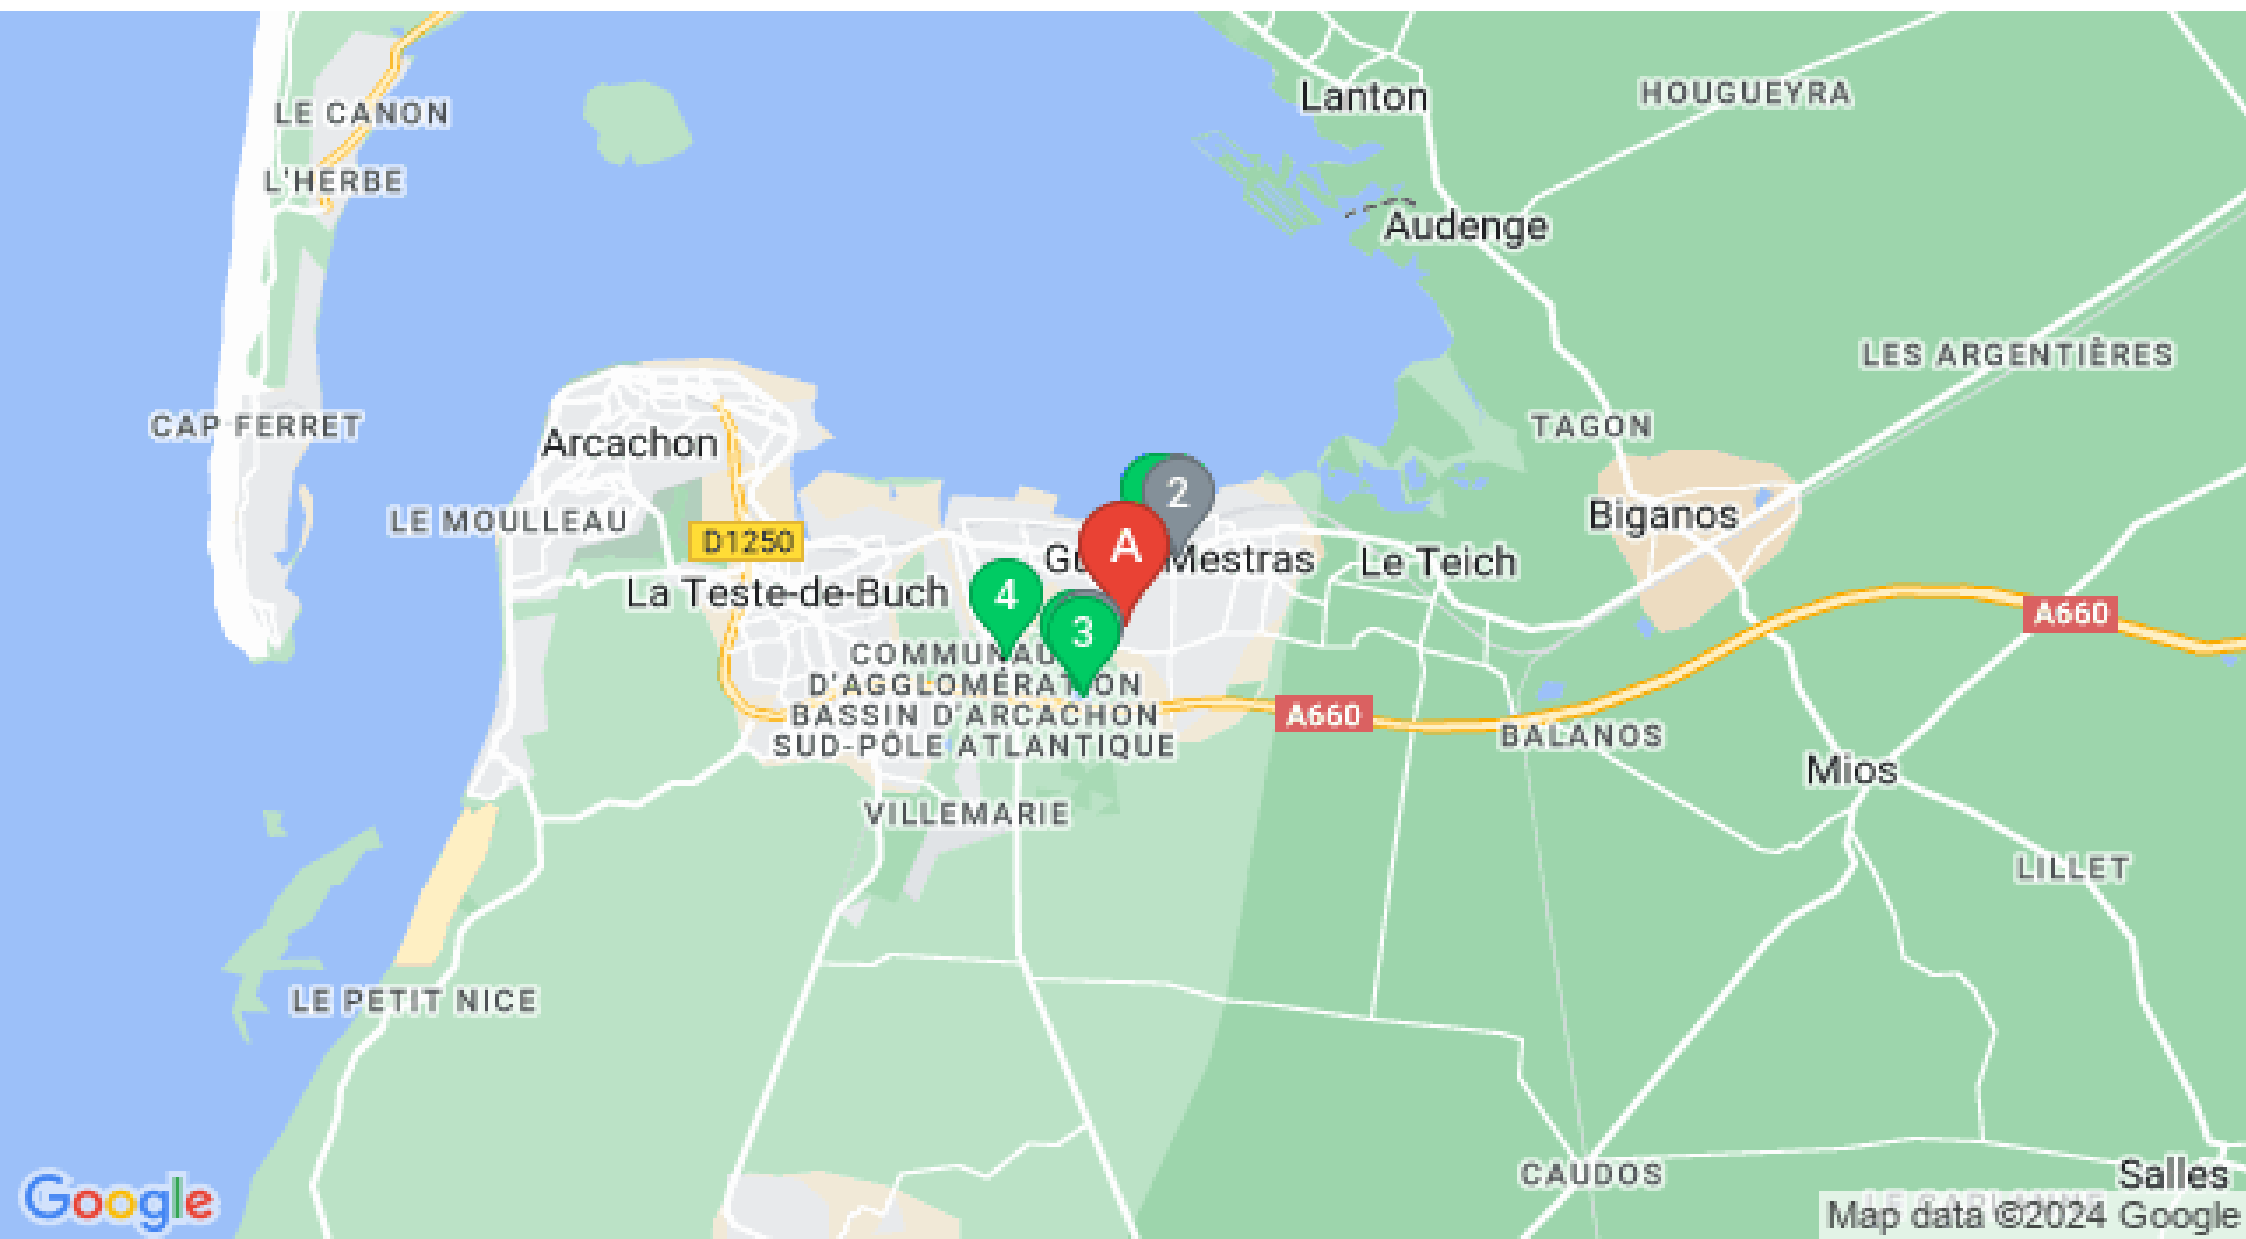 Lanton
HOUGUEYRA
LE CANON
L'HERBE
Audenge
LES ARGENTIÈRES
CAP FERRET
TAGON
Arcachon
2
LE MOULLEAU
D1250
A
Biganos
Mestras
Le Teich
La Teste-de-Buch
4
3
A660
COMMUNAU
D'AGGLOMÉRATION
BASSIN D'ARCACHON
SUD-PÔLE ATLANTIQUE
A660
BALANOS
Mios
VILLEMARIE
LILLET
LE PETIT NICE
CAUDOS
Salles
Google
Map data ©2024 Google